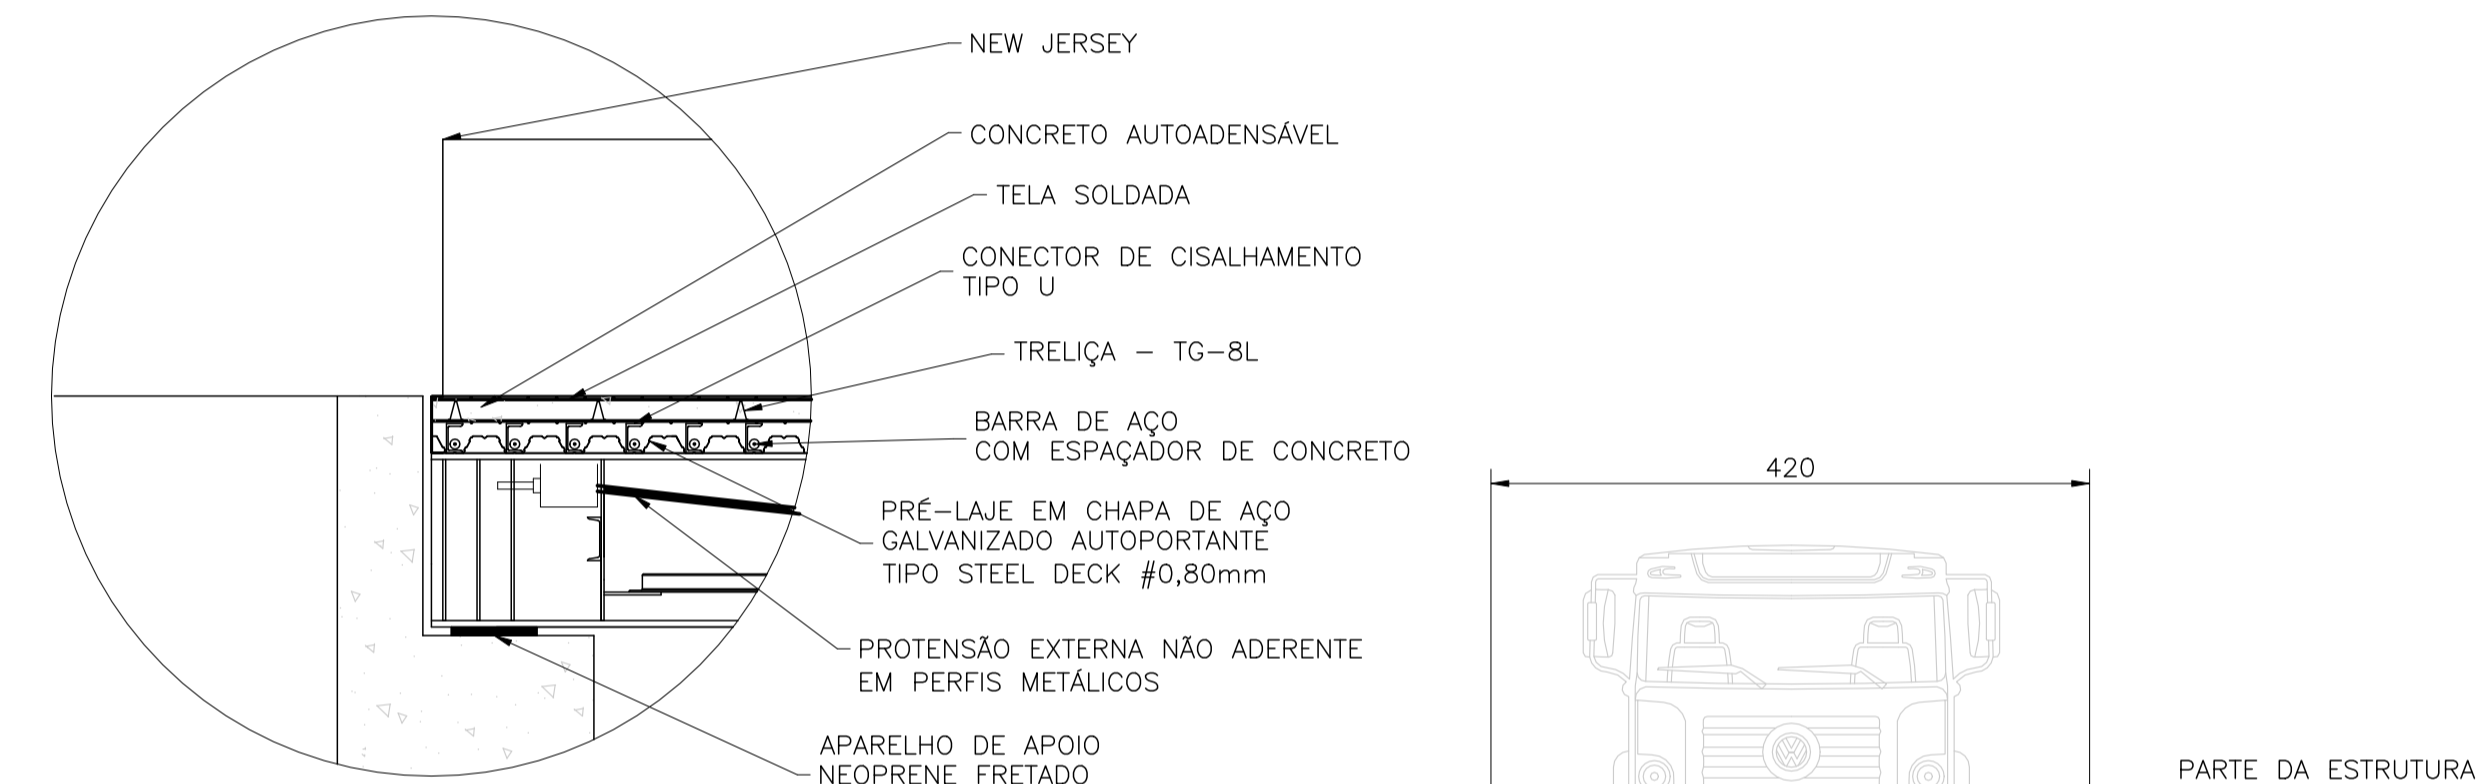 NEW JERSEY
CONCRETO AUTOADENSÁVEL
TELA SOLDADA
CONECTOR DE CISALHAMENTO
TIPO U
TRELIÇA – TG–8L
BARRA DE AÇO
COM ESPAÇADOR DE CONCRETO
420
PRÉ–LAJE EM CHAPA DE AÇO
GALVANIZADO AUTOPORTANTE
TIPO STEEL DECK #0,80mm
PROTENSÃO EXTERNA NÃO ADERENTE
EM PERFIS METÁLICOS
APARELHO DE APOIO
NEOPRENE FRETADO
PARTE DA ESTRUTURA